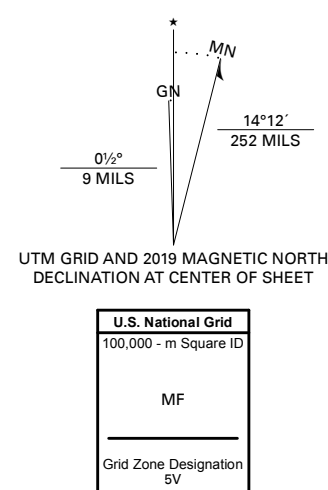 ★
MN
GN
14°12´
252 MILS
0½°
9 MILS
UTM GRID AND 2019 MAGNETIC NORTH
DECLINATION AT CENTER OF SHEET
U.S. National Grid
100,000 - m Square ID
MF
Grid Zone Designation
5V